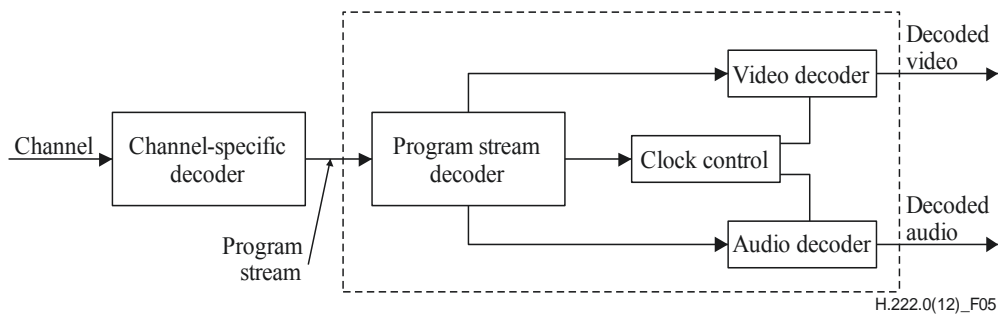 Channel
Channel-specific
decoder
Program
stream
Program stream
decoder
Clock control
Video decoder
Audio decoder
Decoded
video
Decoded
audio
H.222.0(12)_F05